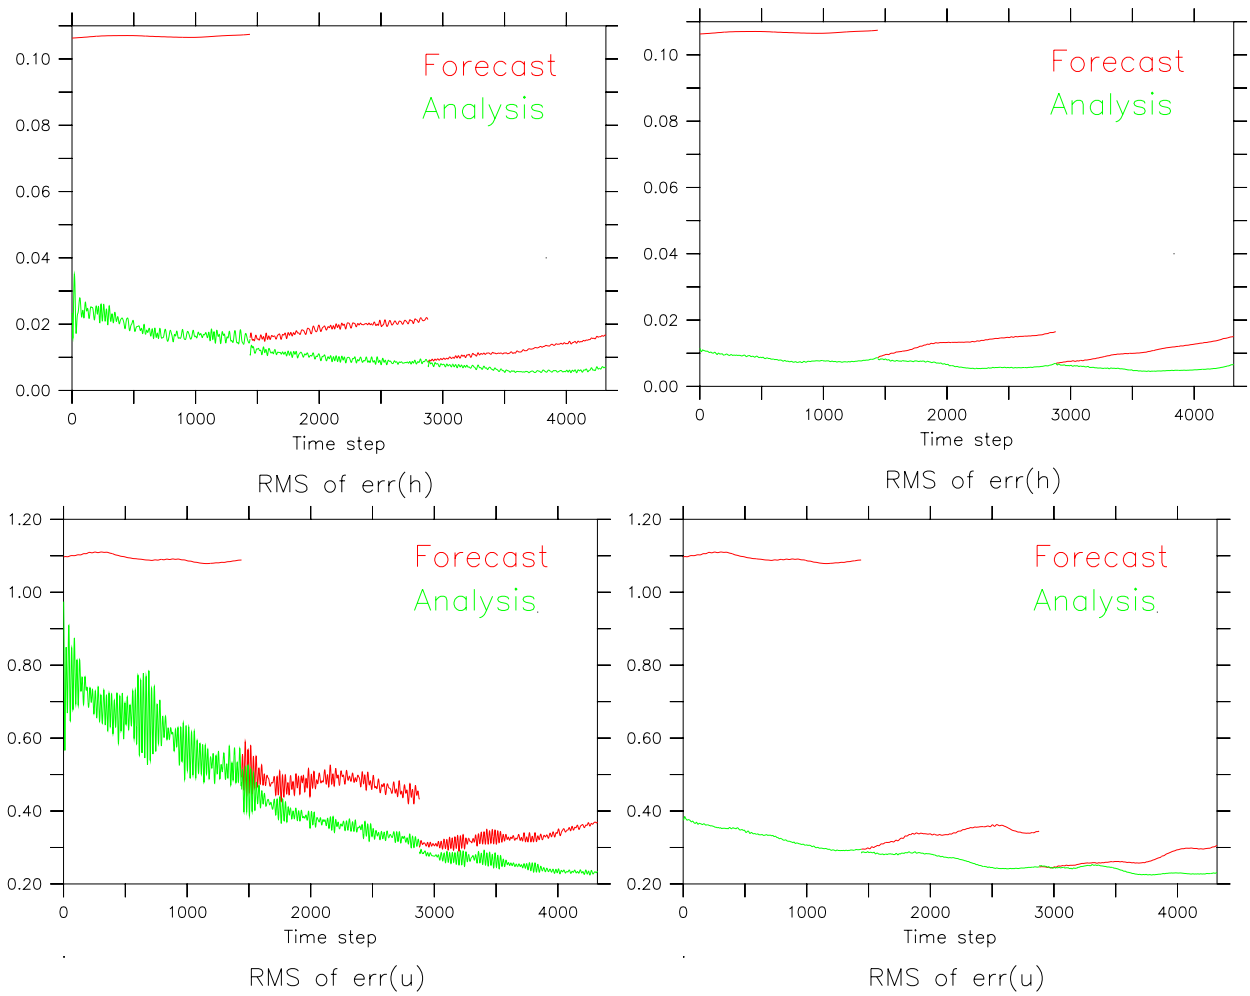 0.10
0.08
0.06
0.04
0.02
0.00
Forecast
Analysis
0 1000 2000 3000 4000
Time step
RMS of err(h)
0.10
0.08
0.06
0.04
0.02
0.00
Forecast
Analysis
0 1000 2000 3000 4000
Time step
RMS of err(h)
1.20
1.00
0.80
0.60
0.40
0.20
Forecast
Analysis
0 1000 2000 3000 4000
Time step
RMS of err(u)
1.20
1.00
0.80
0.60
0.40
0.20
Forecast
Analysis
0 1000 2000 3000 4000
Time step
RMS of err(u)